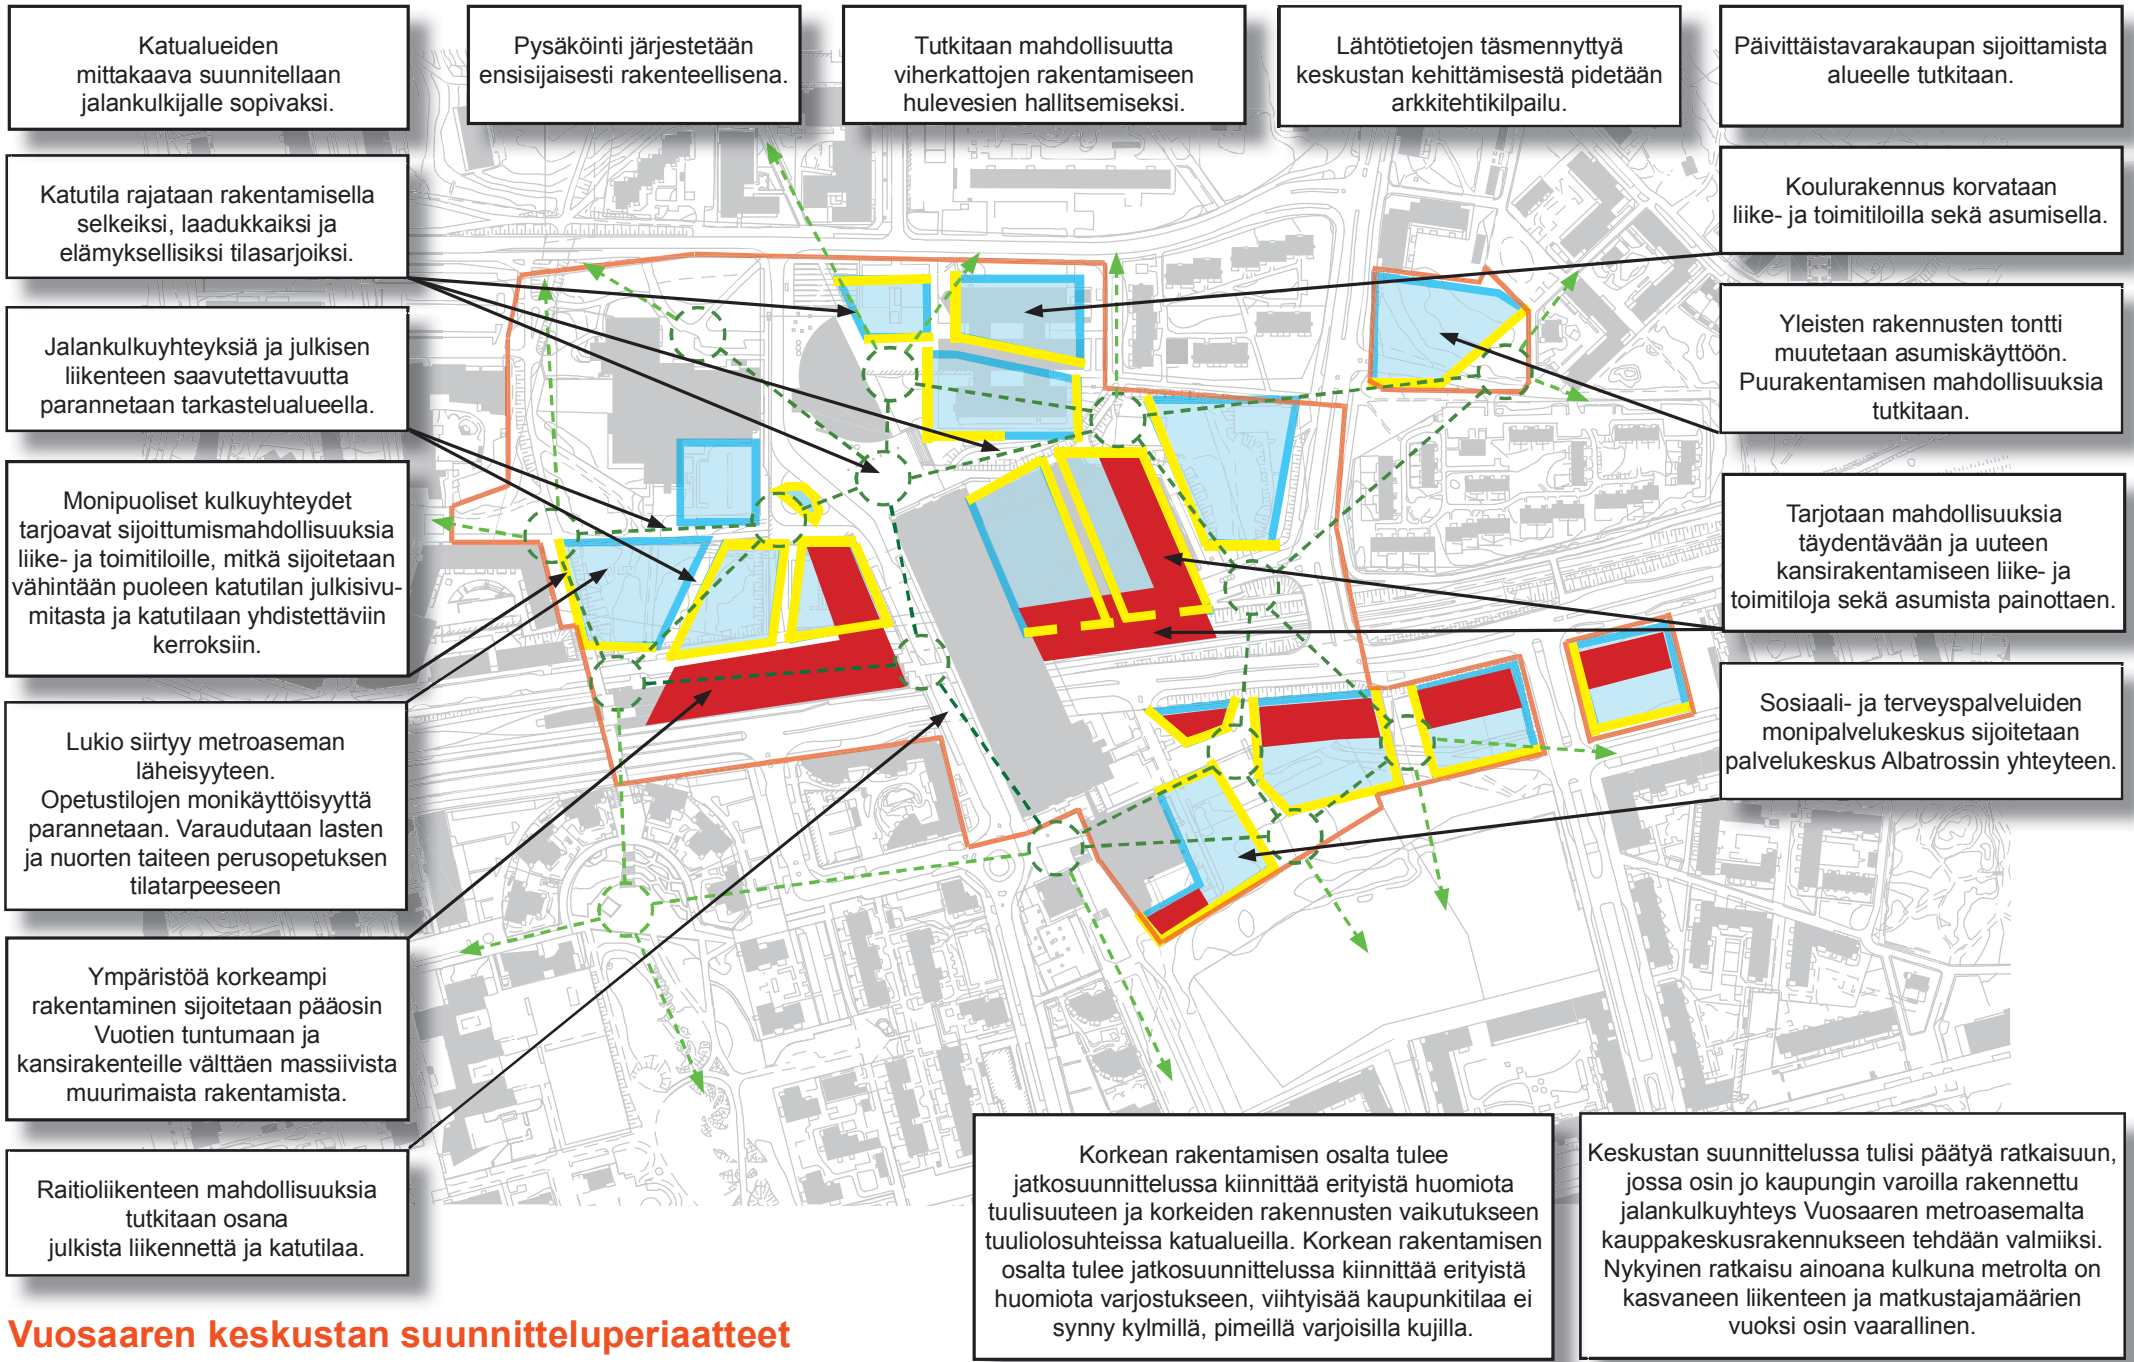 Katualueiden
mittakaava suunnitellaan
jalankulkijalle sopivaksi.
Pysäköinti järjestetään
ensisijaisesti rakenteellisena.
Tutkitaan mahdollisuutta
viherkattojen rakentamiseen
hulevesien hallitsemiseksi.
Lähtötietojen täsmennyttyä
keskustan kehittämisestä pidetään
arkkitehtikilpailu.
Päivittäistavarakaupan sijoittamista
alueelle tutkitaan.
Katutila rajataan rakentamisella
selkeiksi, laadukkaiksi ja
elämyksellisiksi tilasarjoiksi.
Koulurakennus korvataan
liike- ja toimitiloilla sekä asumisella.
Jalankulkuyhteyksiä ja julkisen
liikenteen saavutettavuutta
parannetaan tarkastelualueella.
Yleisten rakennusten tontti
muutetaan asumiskäyttöön.
Puurakentamisen mahdollisuuksia
tutkitaan.
Monipuoliset kulkuyhteydet
tarjoavat sijoittumismahdollisuuksia
liike- ja toimitiloille, mitkä sijoitetaan
vähintään puoleen katutilan julkisivu-
mitasta ja katutilaan yhdistettäviin
kerroksiin.
Tarjotaan mahdollisuuksia
täydentävään ja uuteen
kansirakentamiseen liike- ja
toimitiloja sekä asumista painottaen.
Sosiaali- ja terveyspalveluiden
monipalvelukeskus sijoitetaan
palvelukeskus Albatrossin yhteyteen.
Lukio siirtyy metroaseman
läheisyyteen.
Opetustilojen monikäyttöisyyttä
parannetaan. Varaudutaan lasten
ja nuorten taiteen perusopetuksen
tilatarpeeseen
Ympäristöä korkeampi
rakentaminen sijoitetaan pääosin
Vuotien tuntumaan ja
kansirakenteille välttäen massiivista
muurimaista rakentamista.
Raitioliikenteen mahdollisuuksia
tutkitaan osana
julkista liikennettä ja katutilaa.
Korkean rakentamisen osalta tulee
jatkosuunnittelussa kiinnittää erityistä huomiota
tuulisuuteen ja korkeiden rakennusten vaikutukseen
tuuliolosuhteissa katualueilla. Korkean rakentamisen
osalta tulee jatkosuunnittelussa kiinnittää erityistä
huomiota varjostukseen, viihtyisää kaupunkitilaa ei
synny kylmillä, pimeillä varjoisilla kujilla.
Keskustan suunnittelussa tulisi päätyä ratkaisuun,
jossa osin jo kaupungin varoilla rakennettu
jalankulkuyhteys Vuosaaren metroasemalta
kauppakeskusrakennukseen tehdään valmiiksi.
Nykyinen ratkaisu ainoana kulkuna metrolta on
kasvaneen liikenteen ja matkustajamäärien
vuoksi osin vaarallinen.
Vuosaaren keskustan suunnitteluperiaatteet